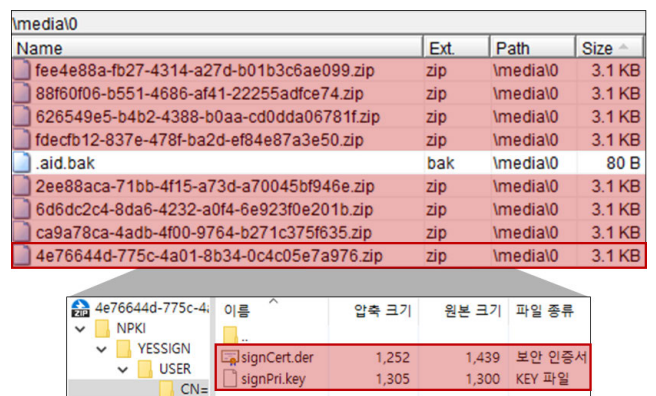 \media\0
Name Ext. Path Size
fee4e88a-fb27-4314-a27d-b01b3c6ae099.zip zip \media\0 3.1 KB
88f60f06-b551-4686-af41-22255adfce74.zip zip \media\0 3.1 KB
626549e5-b4b2-4388-b0aa-cd0dda06781f.zip zip \media\0 3.1 KB
fdecfb12-837e-478f-ba2d-ef84e87a3e50.zip zip \media\0 3.1 KB
.aid.bak bak \media\0 80 B
2ee88aca-71bb-4f15-a73d-a70045bf946e.zip zip \media\0 3.1 KB
6d6dc2c4-8da6-4232-a0f4-6e923f0e201b.zip zip \media\0 3.1 KB
ca9a78ca-4adb-4f00-9764-b271c375f635.zip zip \media\0 3.1 KB
4e76644d-775c-4a01-8b34-0c4c05e7a976.zip zip \media\0 3.1 KB
4e76644d-775c-4a 이름 압축 크기 원본 크기 파일 종류
NPKI ..
YESSIGN signCert.der 1,252 1,439 보안 인증서
USER signPri.key 1,305 1,300 KEY 파일
CN=